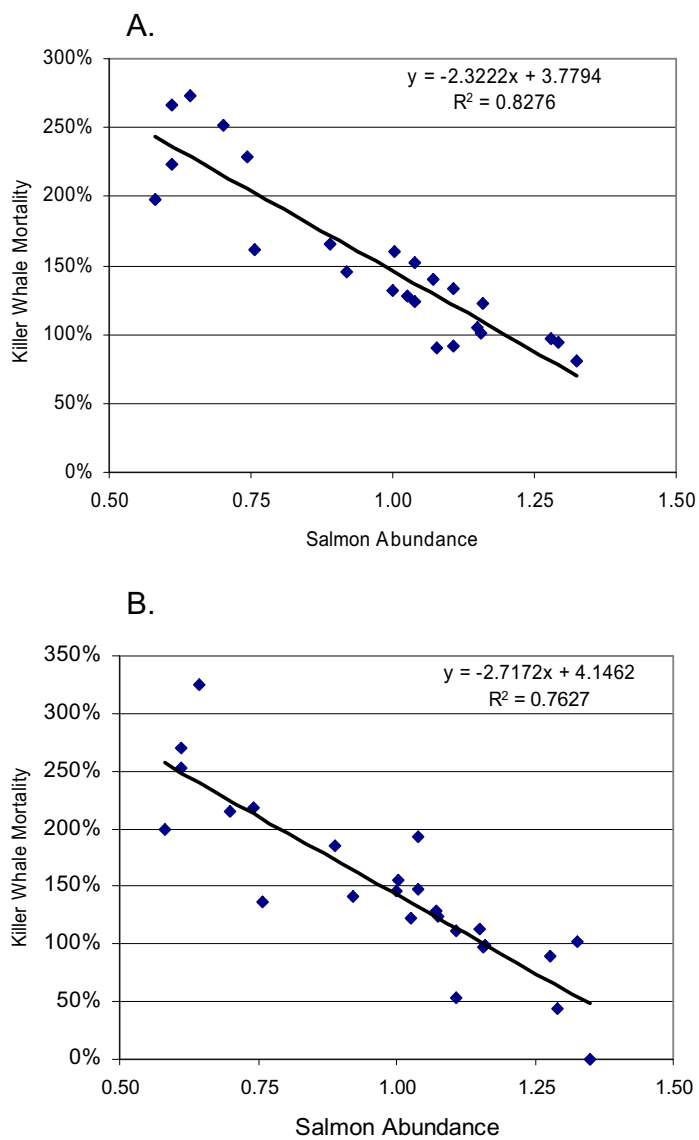 A.
300%
y = -2.3222x + 3.7794
R² = 0.8276
250%
200%
150%
100%
50%
0%
Killer Whale Mortality
0.50 0.75 1.00 1.25 1.50
Salmon Abundance
B.
350%
y = -2.7172x + 4.1462
R² = 0.7627
300%
250%
200%
150%
100%
50%
0%
Killer Whale Mortality
0.50 0.75 1.00 1.25 1.50
Salmon Abundance